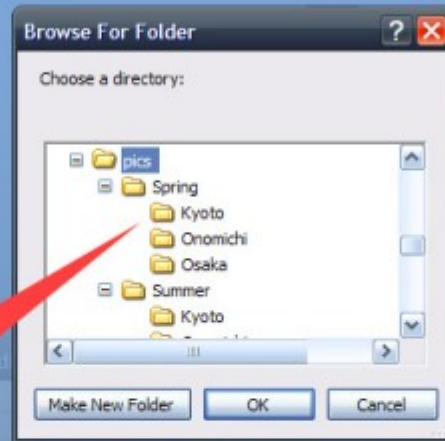 Browse For Folder
Choose a directory:
pics
Spring
Kyoto
Onomichi
Osaka
Summer
Kyoto
Make New Folder
OK
Cancel